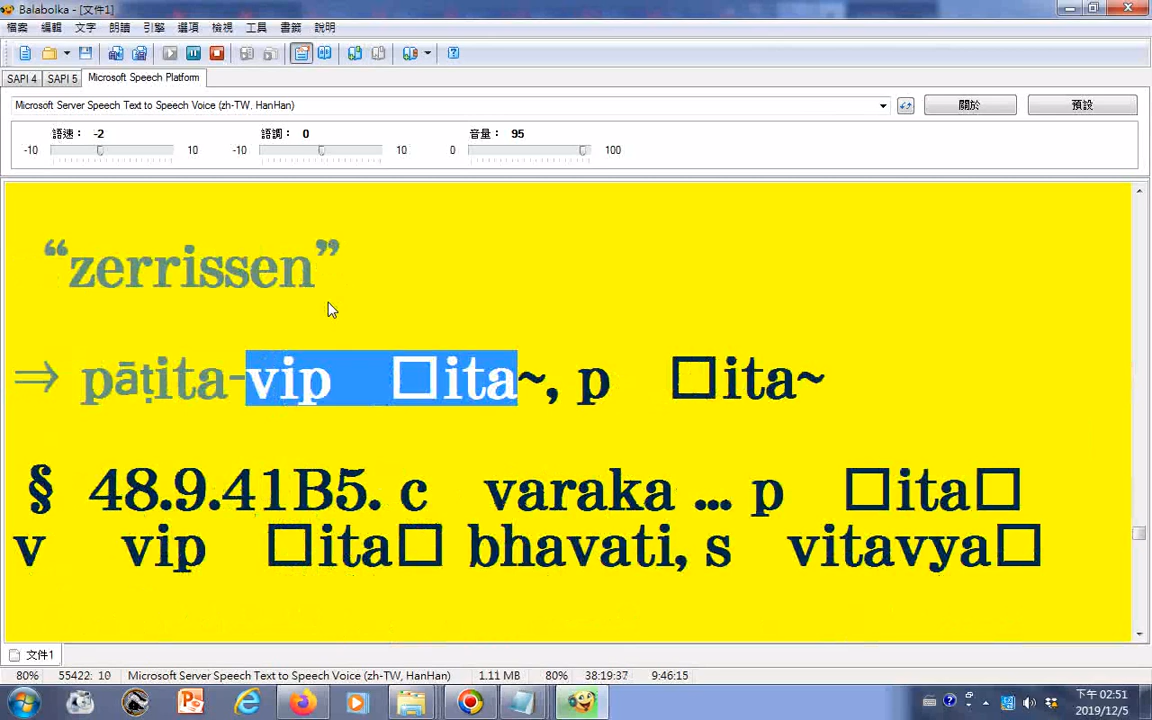 Balabolka - [文件1]
檔案 編輯 文字 朗讀 引擎 選項 檢視 工具 書籤 說明
SAPI 4 SAPI 5 Microsoft Speech Platform
Microsoft Server Speech Text to Speech Voice (zh-TW, HanHan) 關於 預設
語速： -2 語調： 0 音量： 95
-10 10 -10 10 0 100
“zerrissen”
⇒ pāṭita-vip □ita~, p □ita~
§ 48.9.41B5. c varaka ... p □ita□
v vip □ita□ bhavati, s vitavya□
文件1
80% 55422: 10 Microsoft Server Speech Text to Speech Voice (zh-TW, HanHan) 1.11 MB 80% 38:19:37 9:46:15
下午 02:51
2019/12/5